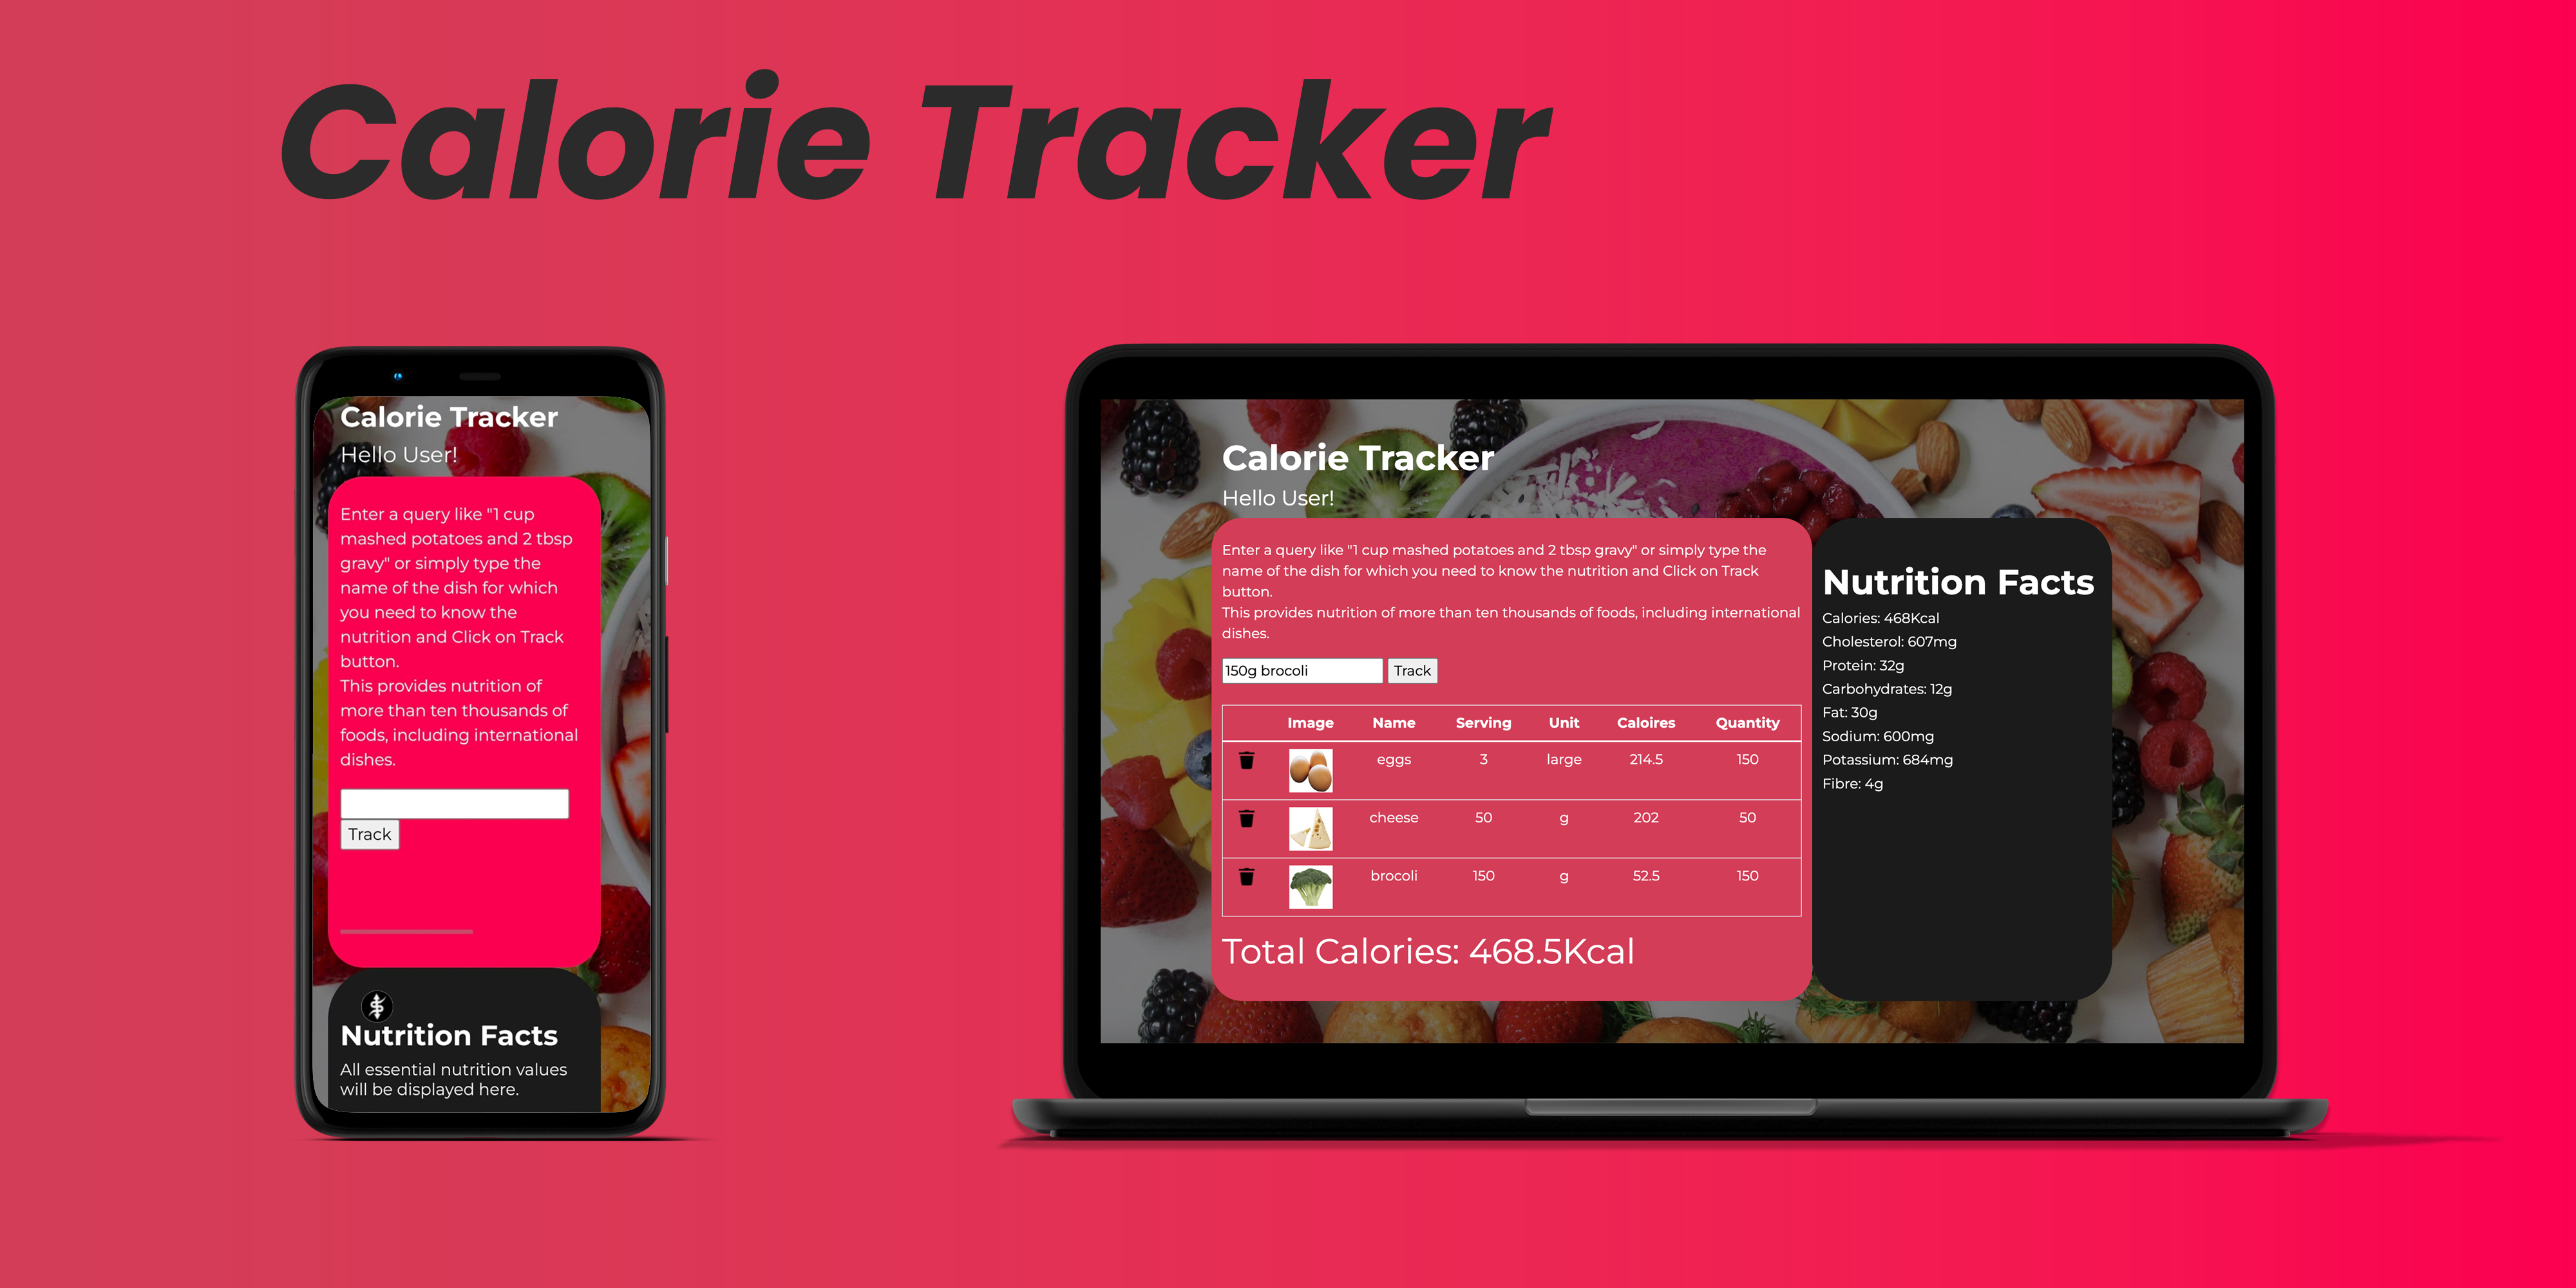 Calorie Tracker
Calorie Tracker
Hello User!
Enter a query like "1 cup
mashed potatoes and 2 tbsp
gravy" or simply type the
name of the dish for which
you need to know the
nutrition and Click on Track
button.
This provides nutrition of
more than ten thousands of
foods, including international
dishes.
Track
Nutrition Facts
All essential nutrition values
will be displayed here.
Calorie Tracker
Hello User!
Enter a query like "1 cup mashed potatoes and 2 tbsp gravy" or simply type the
name of the dish for which you need to know the nutrition and Click on Track
button.
This provides nutrition of more than ten thousands of foods, including international
dishes.
150g brocoli Track
Image Name Serving Unit Caloires Quantity
eggs 3 large 214.5 150
cheese 50 g 202 50
brocoli 150 g 52.5 150
Total Calories: 468.5Kcal
Nutrition Facts
Calories: 468Kcal
Cholesterol: 607mg
Protein: 32g
Carbohydrates: 12g
Fat: 30g
Sodium: 600mg
Potassium: 684mg
Fibre: 4g